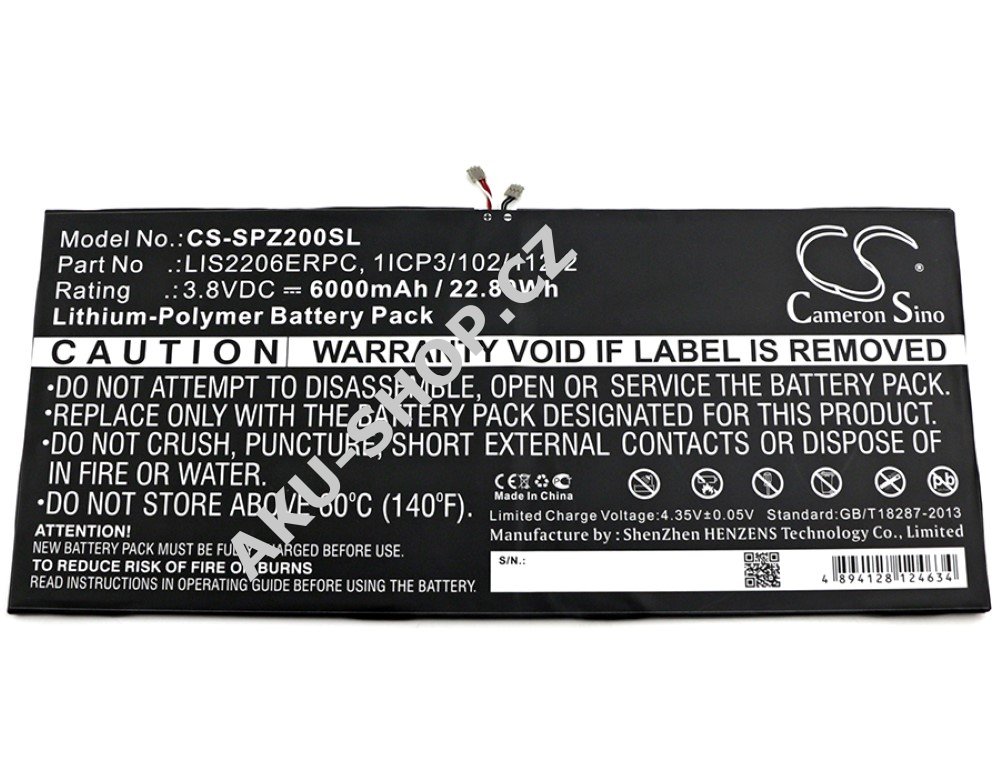 Model No.:CS-SPZ200SL
Part No .:LIS2206ERPC,
Rating .:3.8VDC ⎓ 6000mAh / 22.80Wh
Lithium-Polymer Battery Pack
CS
Cameron Sino
CAUTION WARRANTY VOID IF LABEL IS REMOVED
•DO NOT ATTEMPT TO DISASSEMBLE, OPEN OR SERVICE THE BATTERY PACK.
•REPLACE ONLY WITH THE BATTERY PACK DESIGNATED FOR THIS PRODUCT.
•DO NOT CRUSH, PUNCTURE, SHORT EXTERNAL CONTACTS OR DISPOSE OF
IN FIRE OR WATER.
•DO NOT STORE ABOVE 60°C (140°F).
ATTENTION!
NEW BATTERY PACK MUST BE FULLY CHARGED BEFORE USE.
TO REDUCE RISK OF FIRE OR BURNS
READ INSTRUCTIONS IN OPERATING GUIDE BEFORE CHARGING BATTERY.
Made In China
Limited Charge Voltage:4.35V±0.05V Standard:GB/T18287-2013
Manufacture by : ShenZhen HENZENS Technology Co., Limited
S/N.:
4 894128 124634
AKU-SHOP.CZ